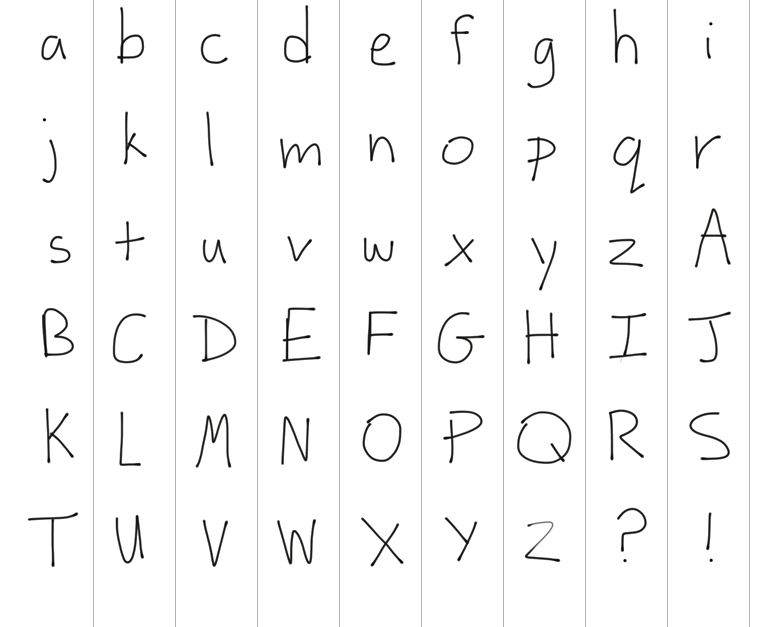 a b c d e f g h i
j k l m n o p q r
s t u v w x y z A
B C D E F G H I J
K L M N O P Q R S
T U V W X Y Z ? !